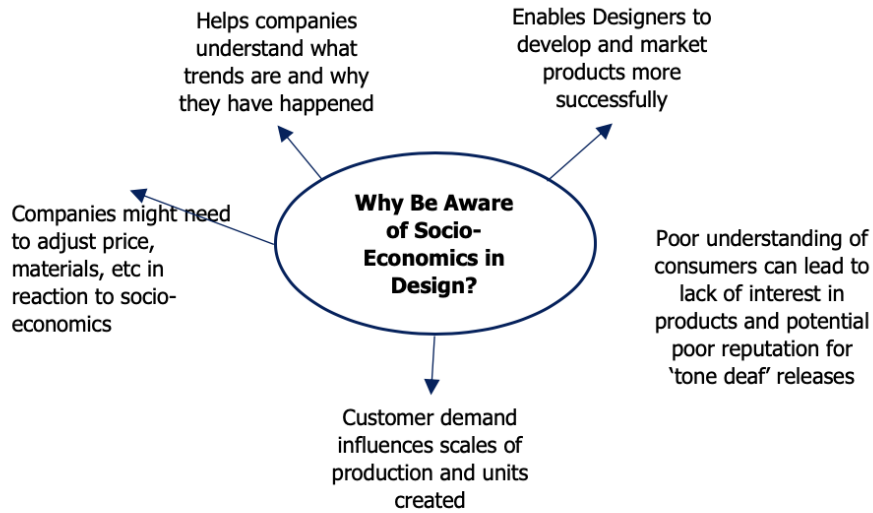 Helps companies
understand what
trends are and why
they have happened
Enables Designers to
develop and market
products more
successfully
Why Be Aware
of Socio-
Economics in
Design?
Companies might need
to adjust price,
materials, etc in
reaction to socio-
economics
Poor understanding of
consumers can lead to
lack of interest in
products and potential
poor reputation for
‘tone deaf’ releases
Customer demand
influences scales of
production and units
created